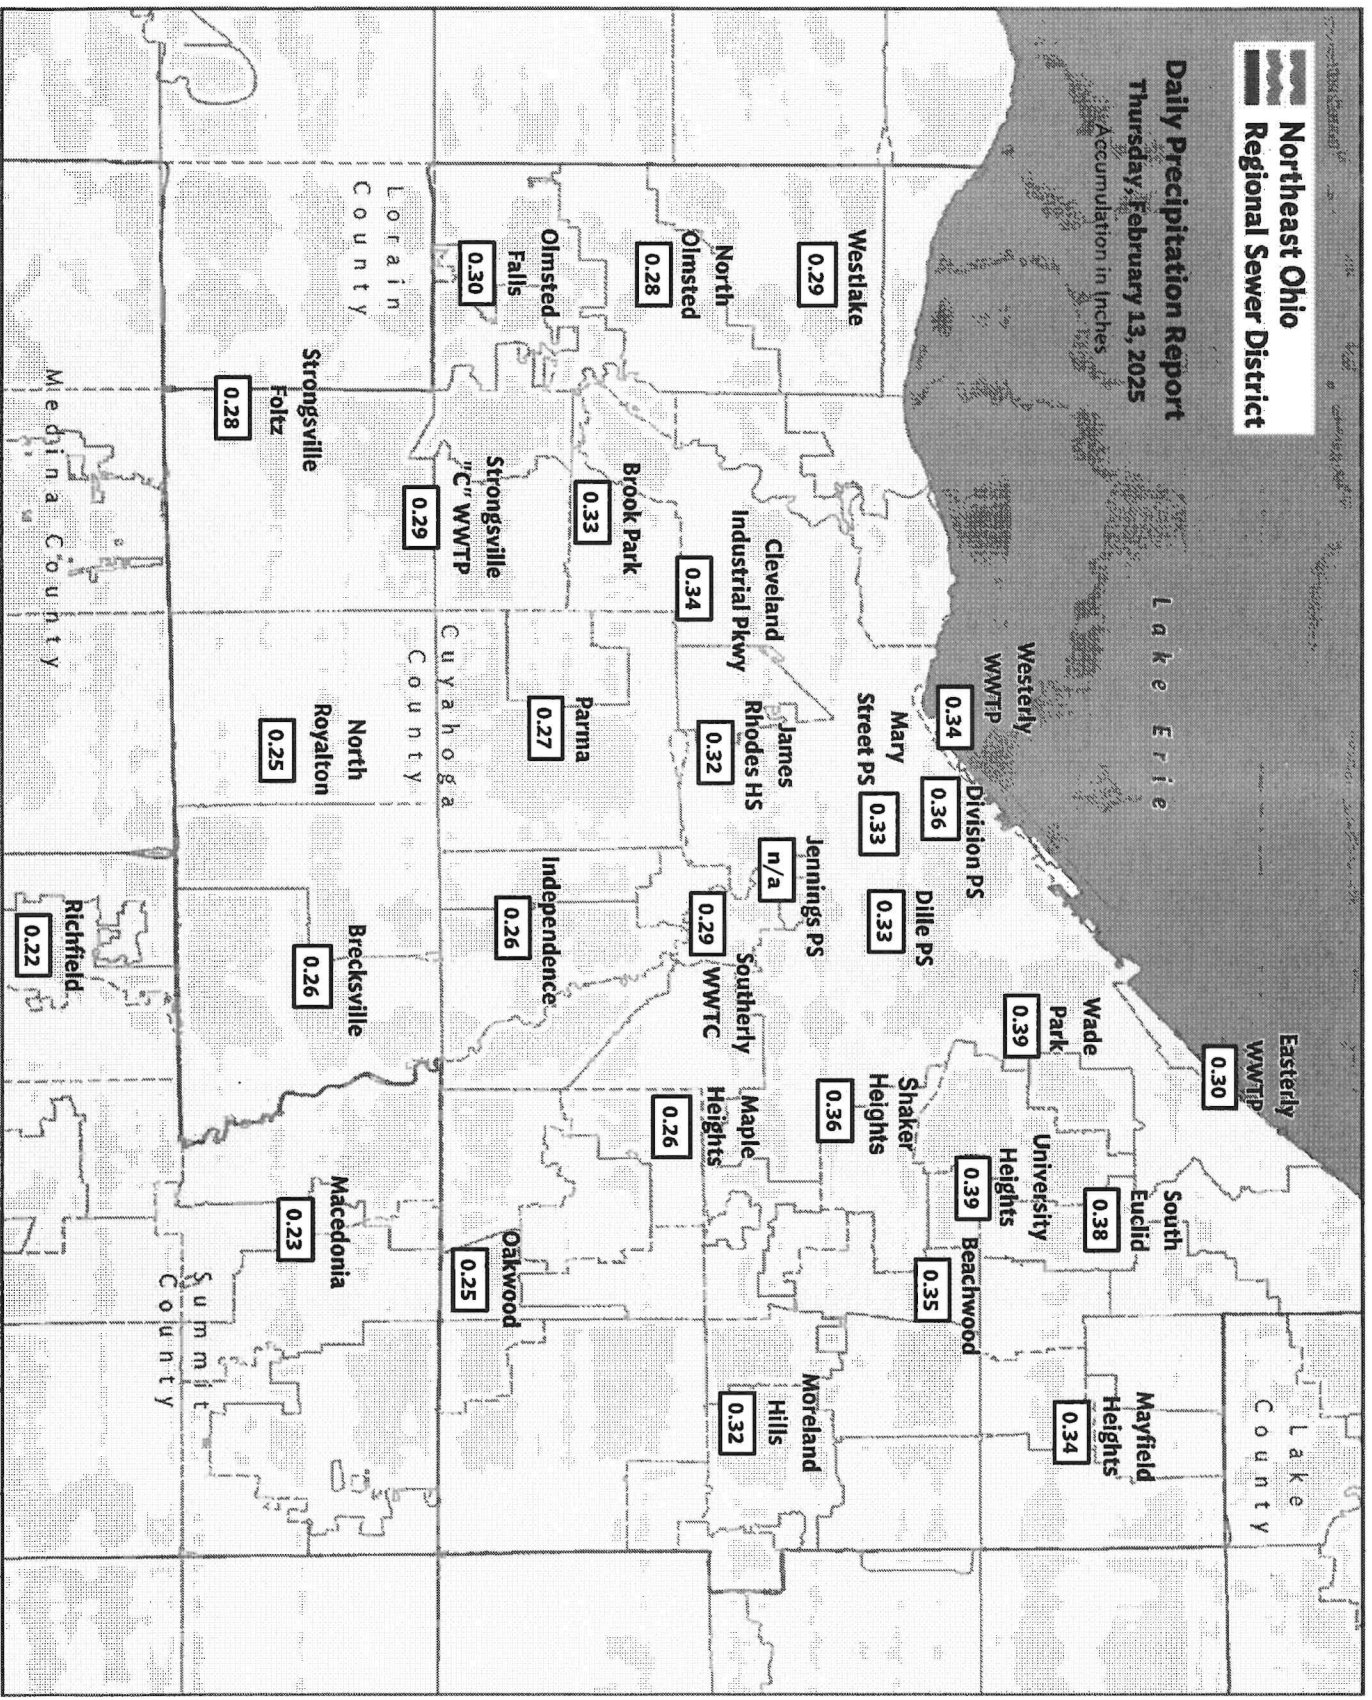 Northeast Ohio
Regional Sewer District
Daily Precipitation Report
Thursday, February 13, 2025
Accumulation in Inches
Lake Erie
Lake
County
Easterly
WWTP
0.30
South
Euclid
0.38
Mayfield
Heights
0.34
Wade
Park
0.39
University
Heights
0.39
Beachwood
0.35
Westerly
WWTP
0.34
Division PS
0.36
Mary
Street PS
0.33
Dille PS
0.33
Shaker
Heights
0.36
Westlake
0.29
Cleveland
Industrial Pkwy
0.34
James
Rhodes HS
0.32
Jennings PS
n/a
Southerly
WWTC
0.29
Maple
Heights
0.26
Moreland
Hills
0.32
North
Olmsted
0.28
Brook Park
0.33
Olmsted
Falls
0.30
Strongsville
"C" WWTP
0.29
Parma
0.27
Independence
0.26
Oakwood
0.25
Lorain
County
Cuyahoga
County
Strongsville
Foltz
0.28
North
Royalton
0.25
Brecksville
0.26
Macedonia
0.23
Summit
County
Medina County
Richfield
0.22